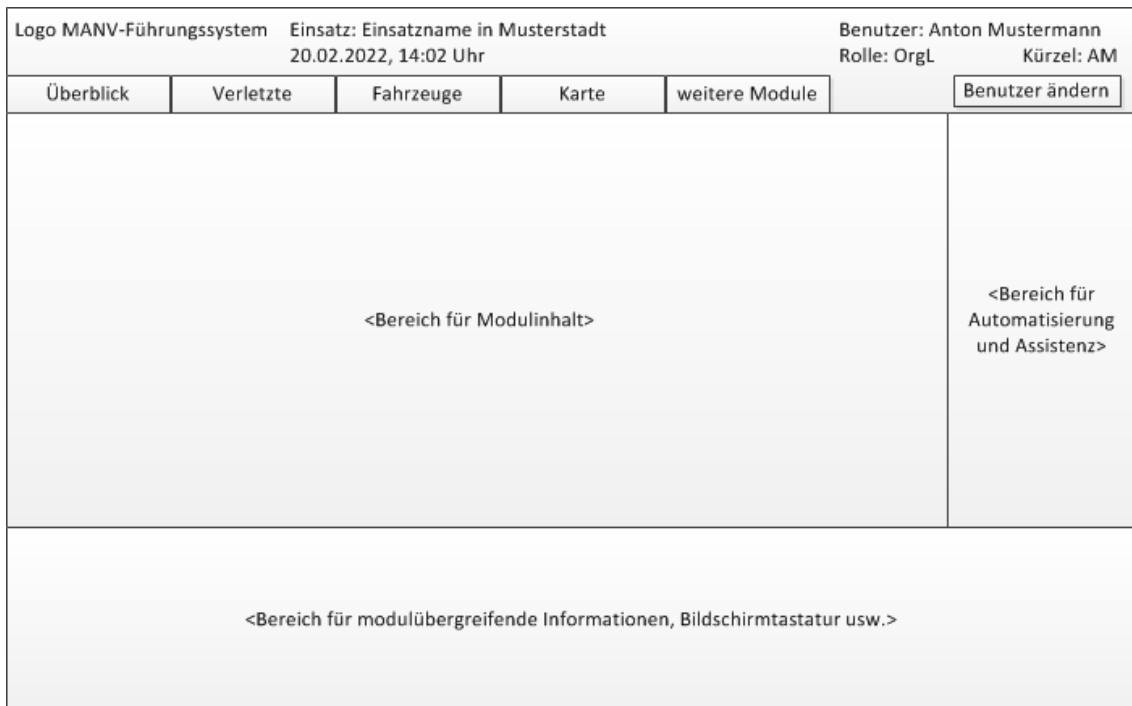 Logo MANV-Führungssystem Einsatz: Einsatzname in Musterstadt Benutzer: Anton Mustermann
20.02.2022, 14:02 Uhr Rolle: OrgL Kürzel: AM
Überblick Verletzte Fahrzeuge Karte weitere Module Benutzer ändern
<Bereich für Modulinhalt>
<Bereich für
Automatisierung
und Assistenz>
<Bereich für modulübergreifende Informationen, Bildschirmtastatur usw.>